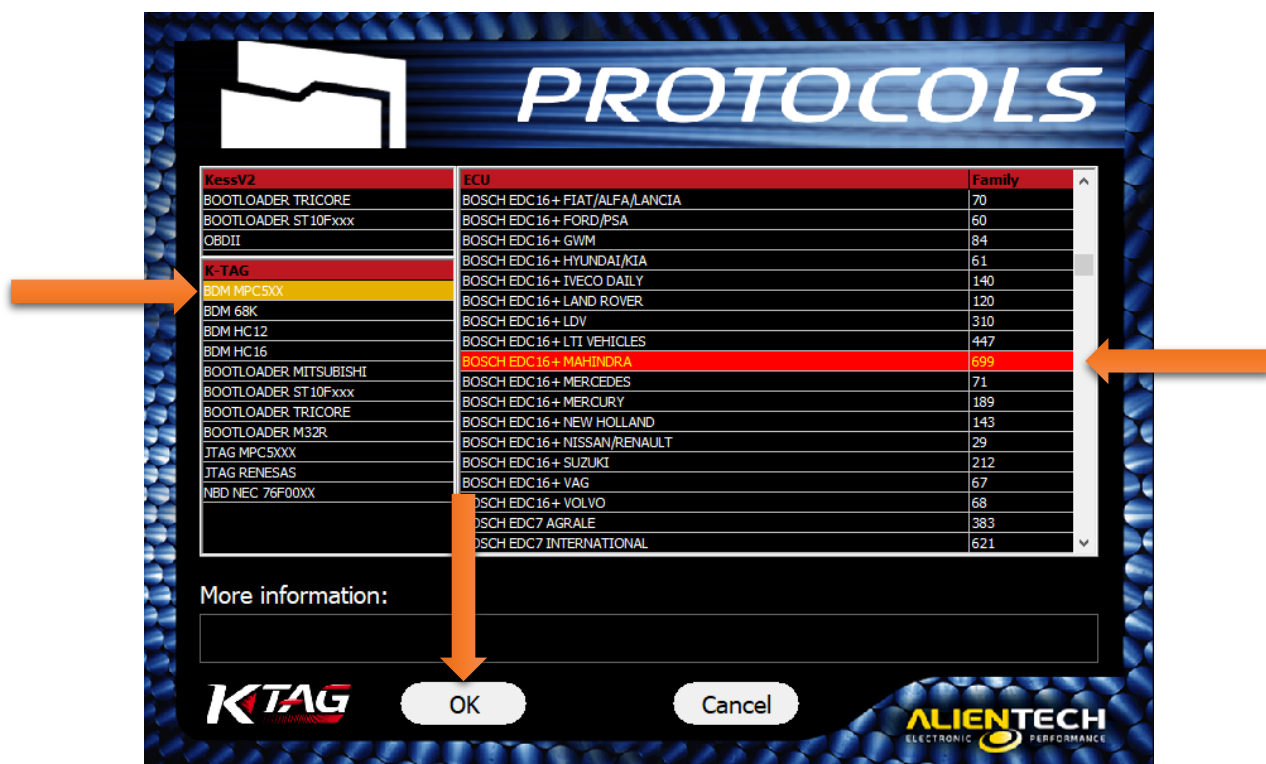 PROTOCOLS
KessV2
BOOTLOADER TRICORE
BOOTLOADER ST10Fxxx
OBDII
K-TAG
BDM MPC5XX
BDM 68K
BDM HC12
BDM HC16
BOOTLOADER MITSUBISHI
BOOTLOADER ST10Fxxx
BOOTLOADER TRICORE
BOOTLOADER M32R
JTAG MPC5XXX
JTAG RENESAS
NBD NEC 76F00XX
ECU Family
BOSCH EDC16+ FIAT/ALFA/LANCIA 70
BOSCH EDC16+ FORD/PSA 60
BOSCH EDC16+ GWM 84
BOSCH EDC16+ HYUNDAI/KIA 61
BOSCH EDC16+ IVECO DAILY 140
BOSCH EDC16+ LAND ROVER 120
BOSCH EDC16+ LDV 310
BOSCH EDC16+ LTI VEHICLES 447
BOSCH EDC16+ MAHINDRA 699
BOSCH EDC16+ MERCEDES 71
BOSCH EDC16+ MERCURY 189
BOSCH EDC16+ NEW HOLLAND 143
BOSCH EDC16+ NISSAN/RENAULT 29
BOSCH EDC16+ SUZUKI 212
BOSCH EDC16+ VAG 67
OSCH EDC16+ VOLVO 68
OSCH EDC7 AGRALE 383
OSCH EDC7 INTERNATIONAL 621
More information:
KTAG
OK
Cancel
ALIENTECH
ELECTRONIC PERFORMANCE